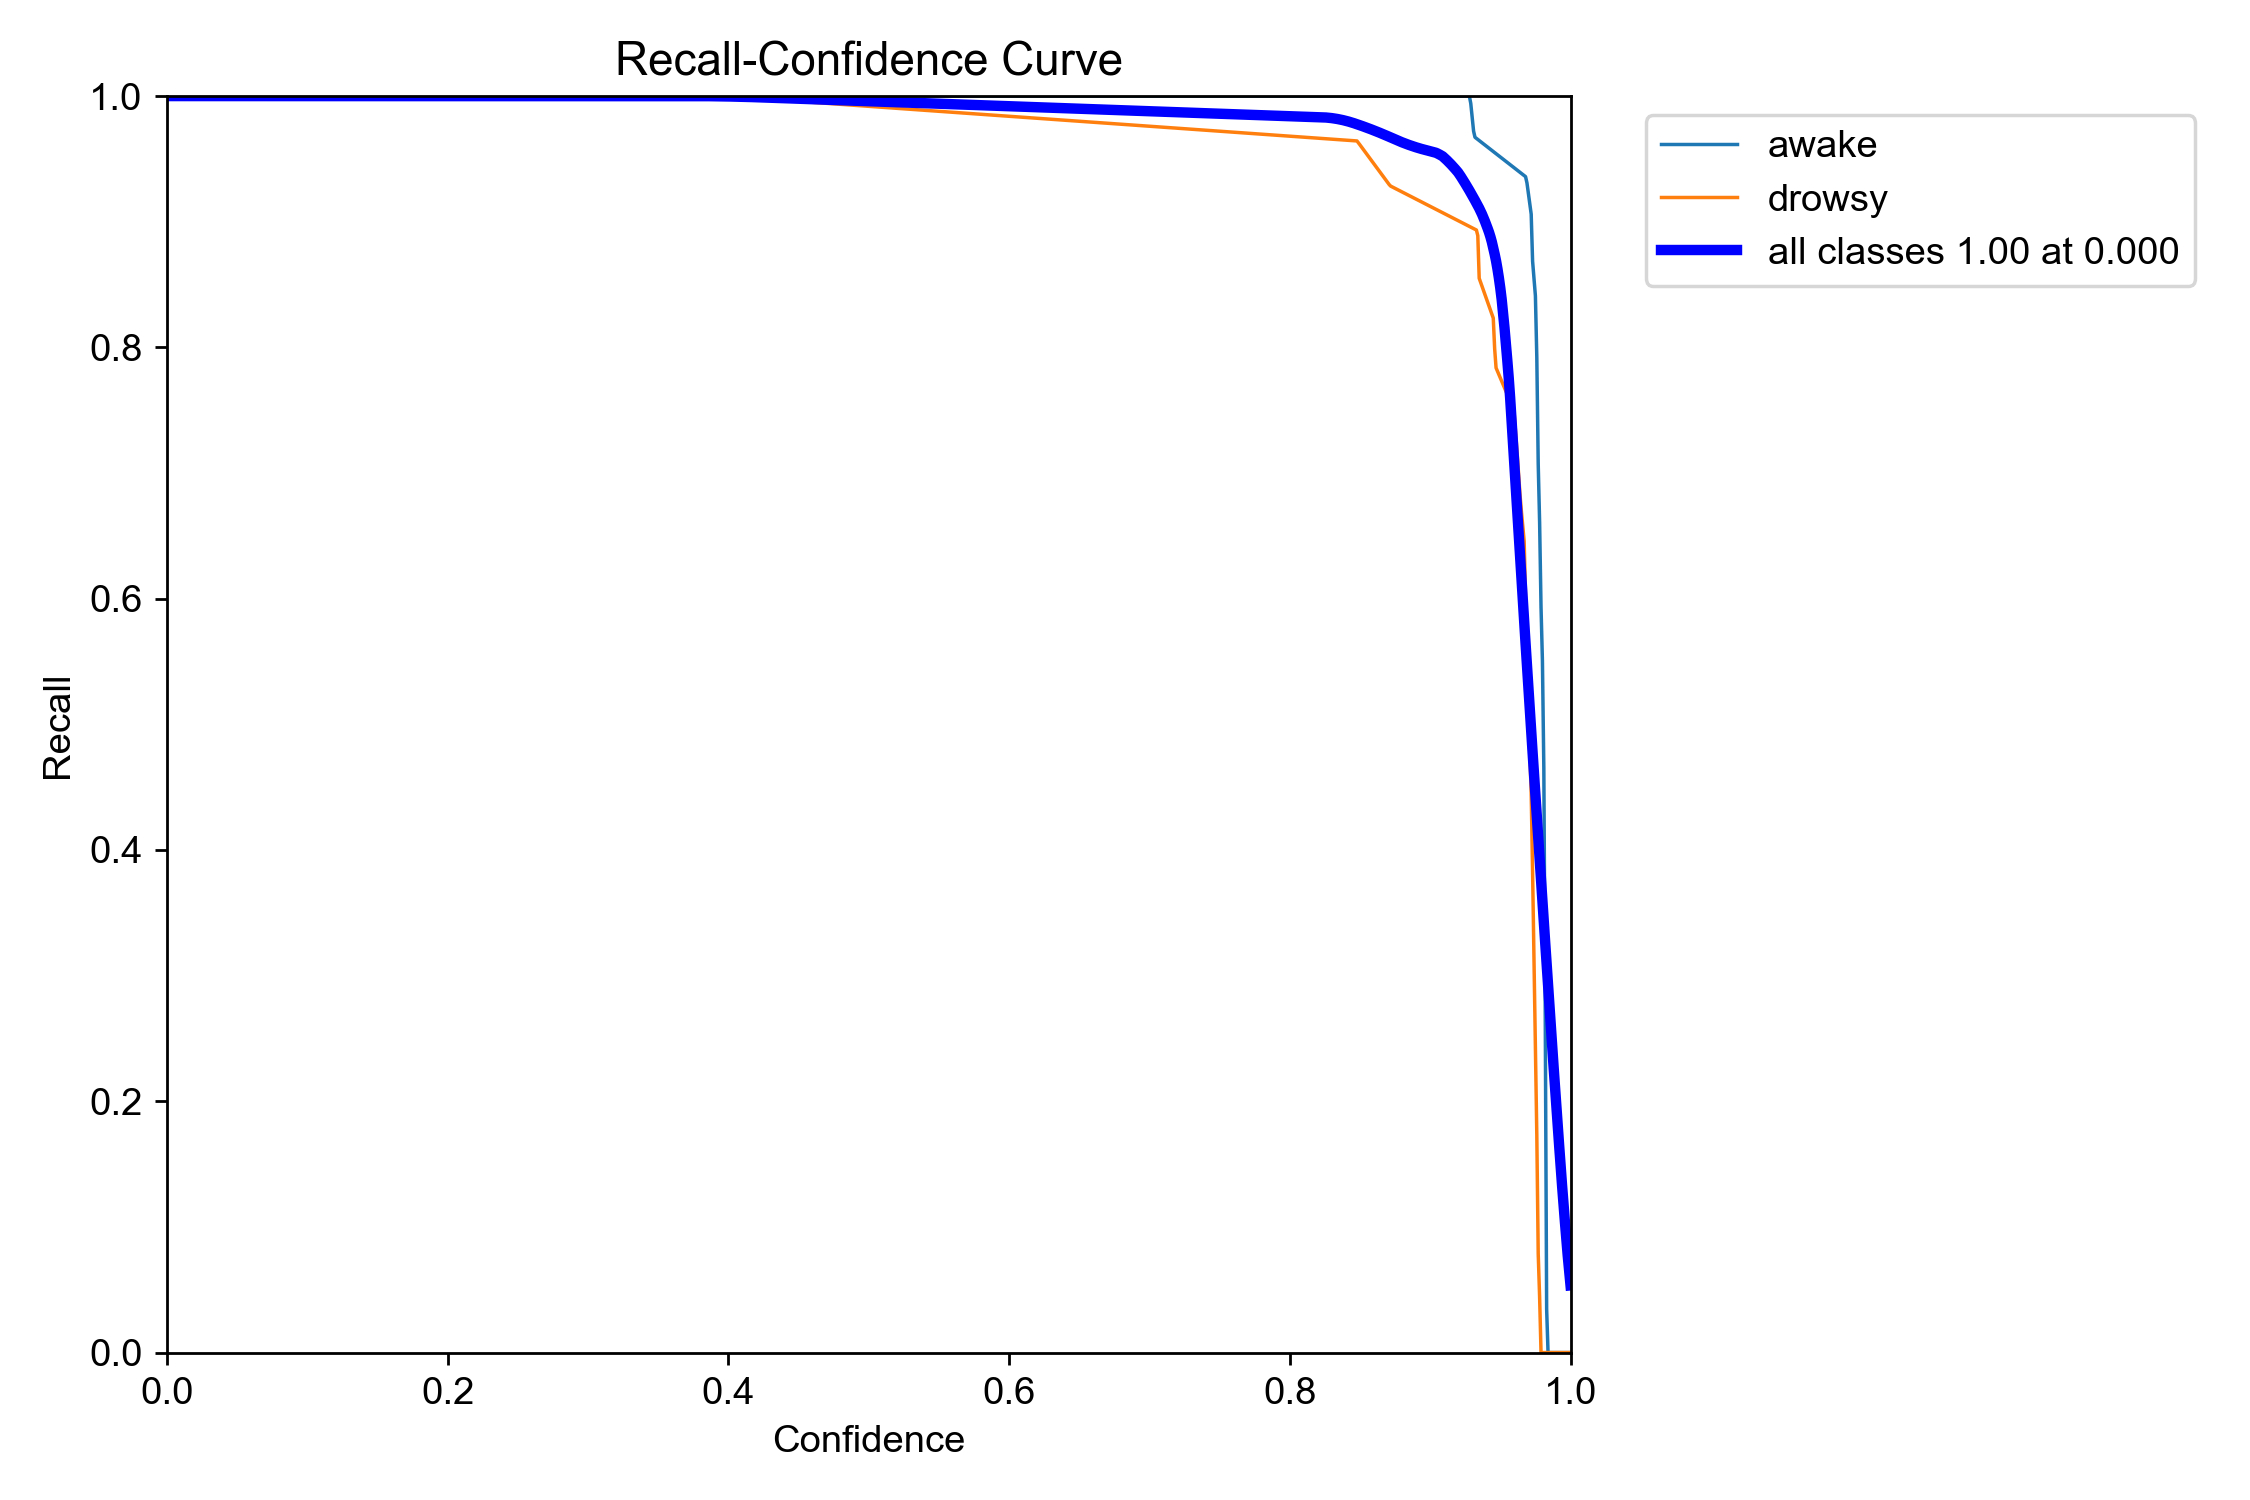 Recall-Confidence Curve
1.0
0.8
0.6
0.4
0.2
0.0
Recall
0.0 0.2 0.4 0.6 0.8 1.0
Confidence
awake
drowsy
all classes 1.00 at 0.000